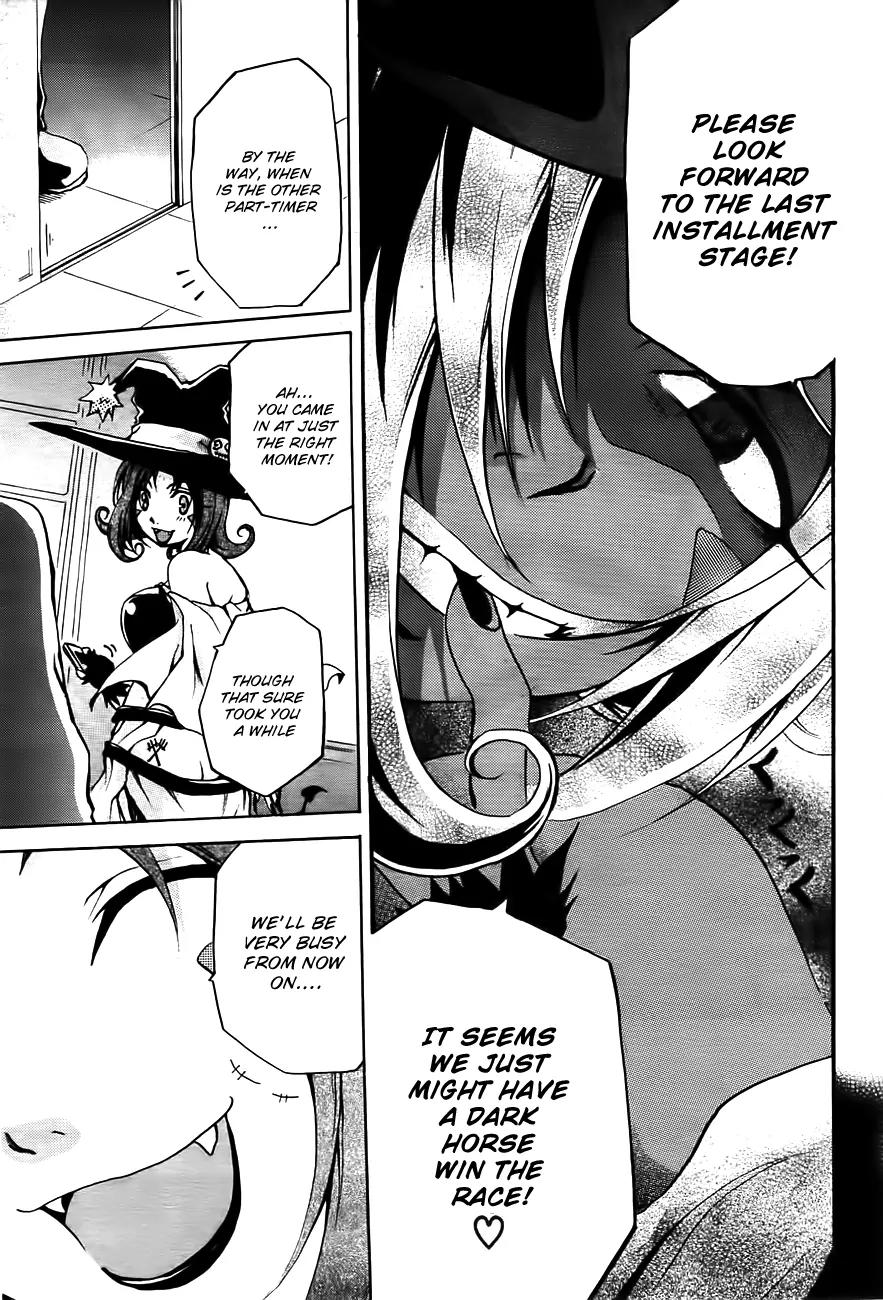 PLEASE
LOOK
FORWARD
TO THE LAST
INSTALLMENT
STAGE!
IT SEEMS
WE JUST
MIGHT HAVE
A DARK
HORSE
WIN THE
RACE!
♡
BY THE
WAY, WHEN
IS THE OTHER
PART-TIMER
...
AH...
YOU CAME
IN AT JUST
THE RIGHT
MOMENT!
THOUGH
THAT SURE
TOOK YOU
A WHILE
WE'LL BE
VERY BUSY
FROM NOW
ON....